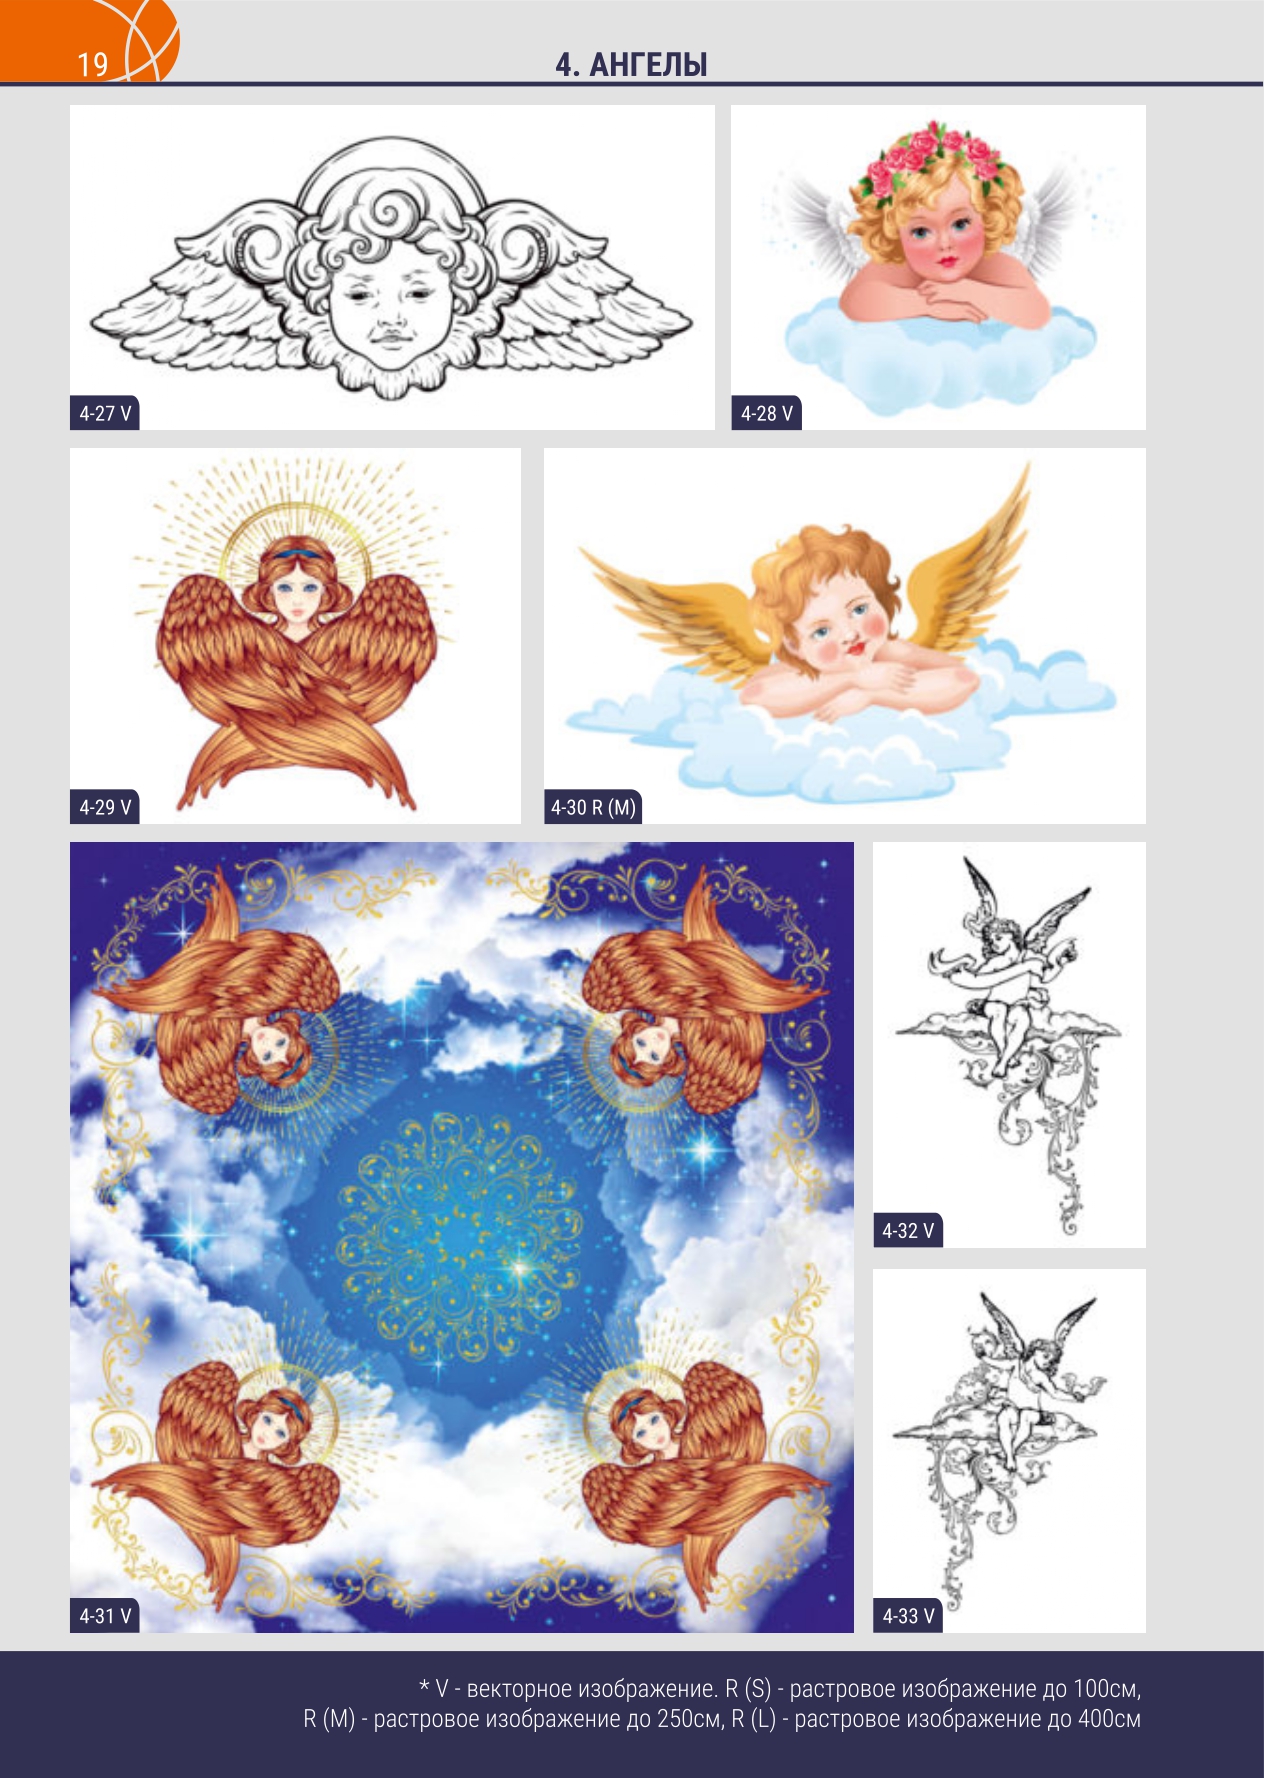 19
4. АНГЕЛЫ
4-27 V
4-28 V
4-29 V
4-30 R (M)
4-31 V
4-32 V
4-33 V
* V - векторное изображение. R (S) - растровое изображение до 100см,
R (M) - растровое изображение до 250см, R (L) - растровое изображение до 400см